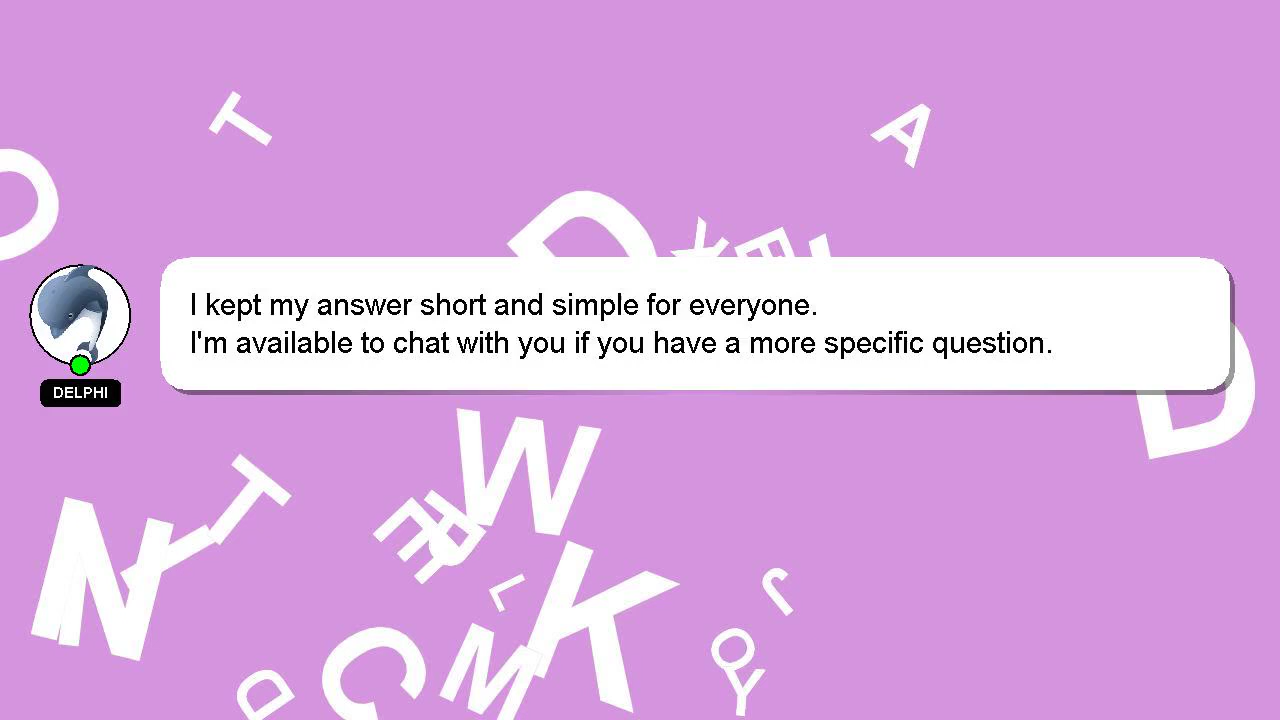 I kept my answer short and simple for everyone.
I'm available to chat with you if you have a more specific question.
DELPHI
T
A
D
K
E
D
W
T
N
E
R
L
K
J
O
Y
M
C
D